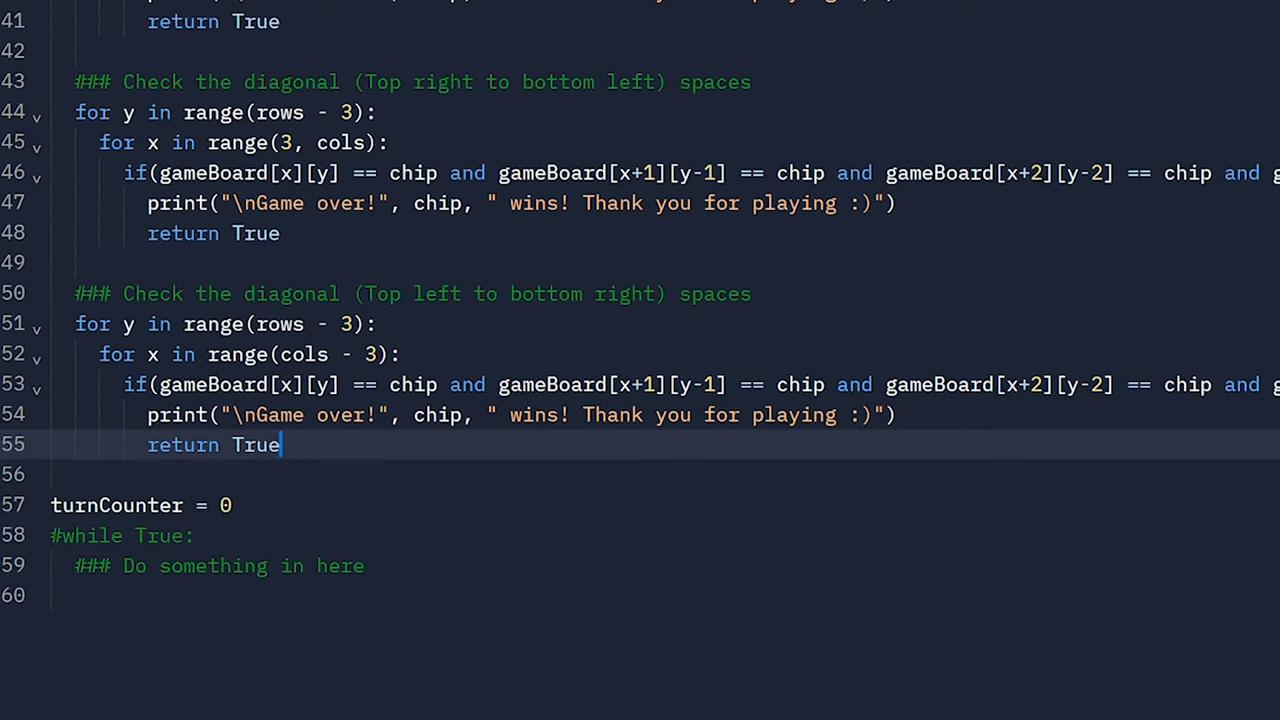 41 return True
42
43 ### Check the diagonal (Top right to bottom left) spaces
44 for y in range(rows - 3):
45 for x in range(3, cols):
46 if(gameBoard[x][y] == chip and gameBoard[x+1][y-1] == chip and gameBoard[x+2][y-2] == chip and g
47 print("\nGame over!", chip, " wins! Thank you for playing :)")
48 return True
49
50 ### Check the diagonal (Top left to bottom right) spaces
51 for y in range(rows - 3):
52 for x in range(cols - 3):
53 if(gameBoard[x][y] == chip and gameBoard[x+1][y-1] == chip and gameBoard[x+2][y-2] == chip and g
54 print("\nGame over!", chip, " wins! Thank you for playing :)")
55 return True
56
57 turnCounter = 0
58 #while True:
59 ### Do something in here
60